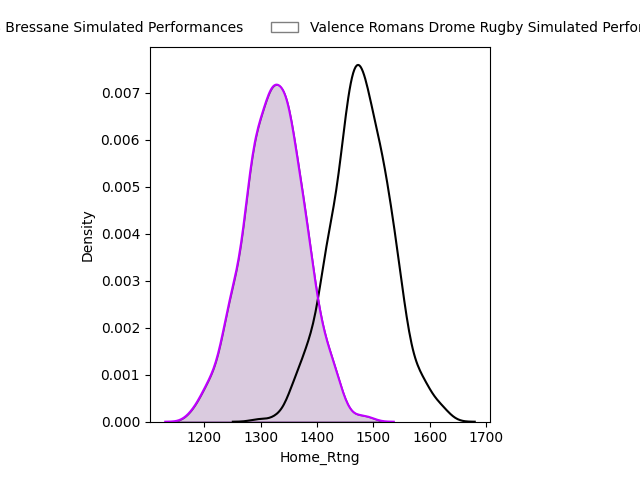 Bressane Simulated Performances
Valence Romans Drome Rugby Simulated
0.007
0.006
0.005
0.004
0.003
0.002
0.001
0.000
Density
1200 1300 1400 1500 1600 1700
Home_Rtng